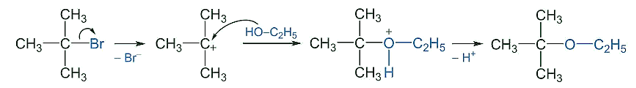 CH₃ CH₃ CH₃ CH₃
CH₃–C–Br CH₃–C+ HO–C₂H₅ CH₃–C–O⁺–C₂H₅ CH₃–C–O–C₂H₅
– Br⁻ – H⁺
CH₃ CH₃ CH₃ H CH₃